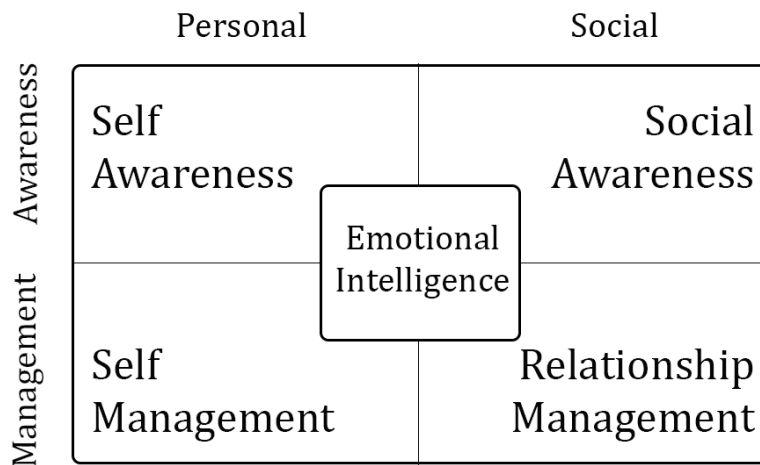 Personal
Social
Awareness
Self
Awareness
Social
Awareness
Emotional
Intelligence
Management
Self
Management
Relationship
Management